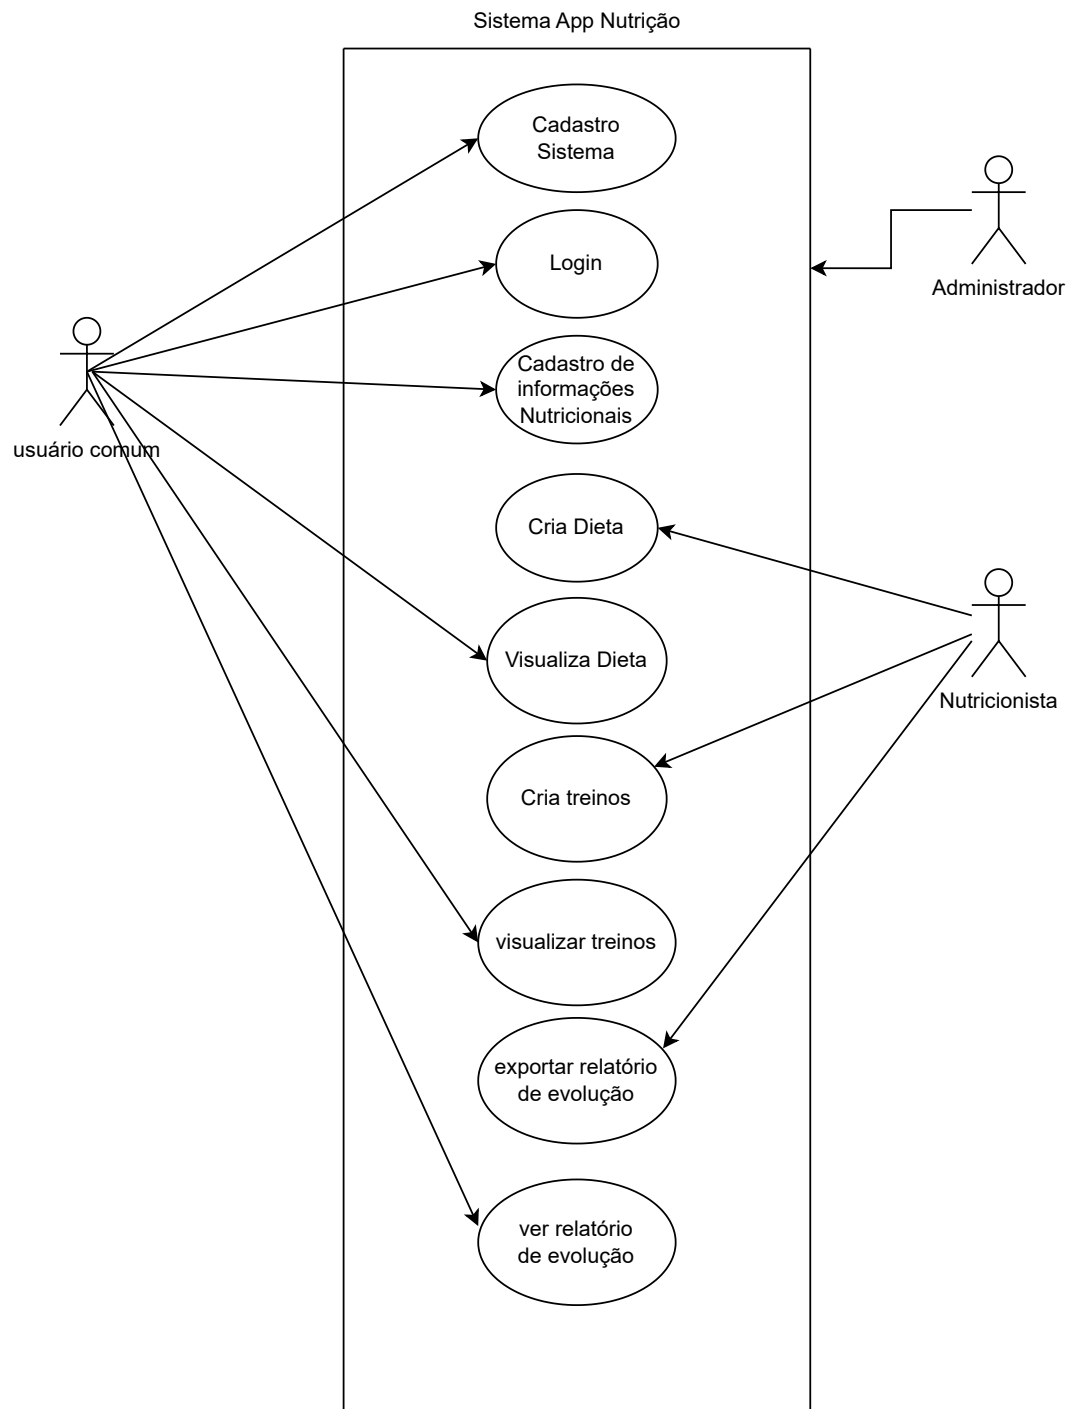 Sistema App Nutrição
Cadastro
Sistema
Login
Administrador
Cadastro de
informações
Nutricionais
usuário comum
Cria Dieta
Visualiza Dieta
Nutricionista
Cria treinos
visualizar treinos
exportar relatório
de evolução
ver relatório
de evolução